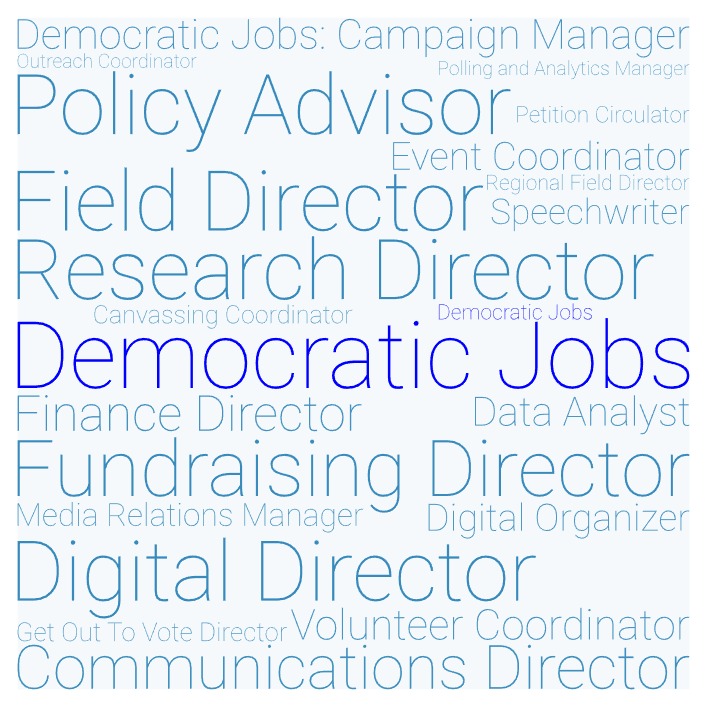 Democratic Jobs: Campaign Manager
Outreach Coordinator
Polling and Analytics Manager
Policy Advisor
Petition Circulator
Event Coordinator
Field Director
Regional Field Director
Speechwriter
Research Director
Canvassing Coordinator
Democratic Jobs
Democratic Jobs
Finance Director
Data Analyst
Fundraising Director
Media Relations Manager
Digital Organizer
Digital Director
Get Out To Vote Director
Volunteer Coordinator
Communications Director